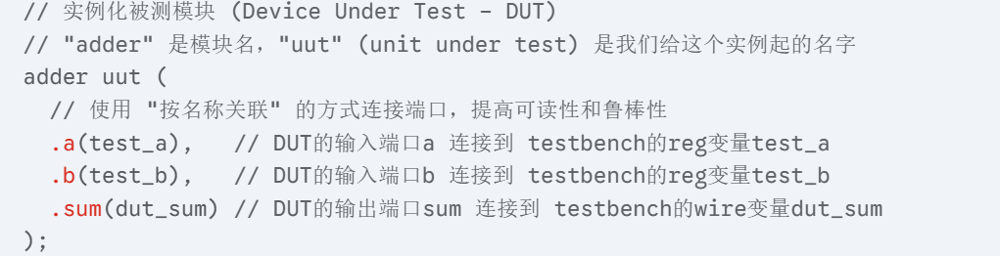 // 实例化被测模块 (Device Under Test - DUT)
// "adder" 是模块名，"uut" (unit under test) 是我们给这个实例起的名字
adder uut (
  // 使用 "按名称关联" 的方式连接端口，提高可读性和鲁棒性
  .a(test_a),   // DUT的输入端口a 连接到 testbench的reg变量test_a
  .b(test_b),   // DUT的输入端口b 连接到 testbench的reg变量test_b
  .sum(dut_sum) // DUT的输出端口sum 连接到 testbench的wire变量dut_sum
);